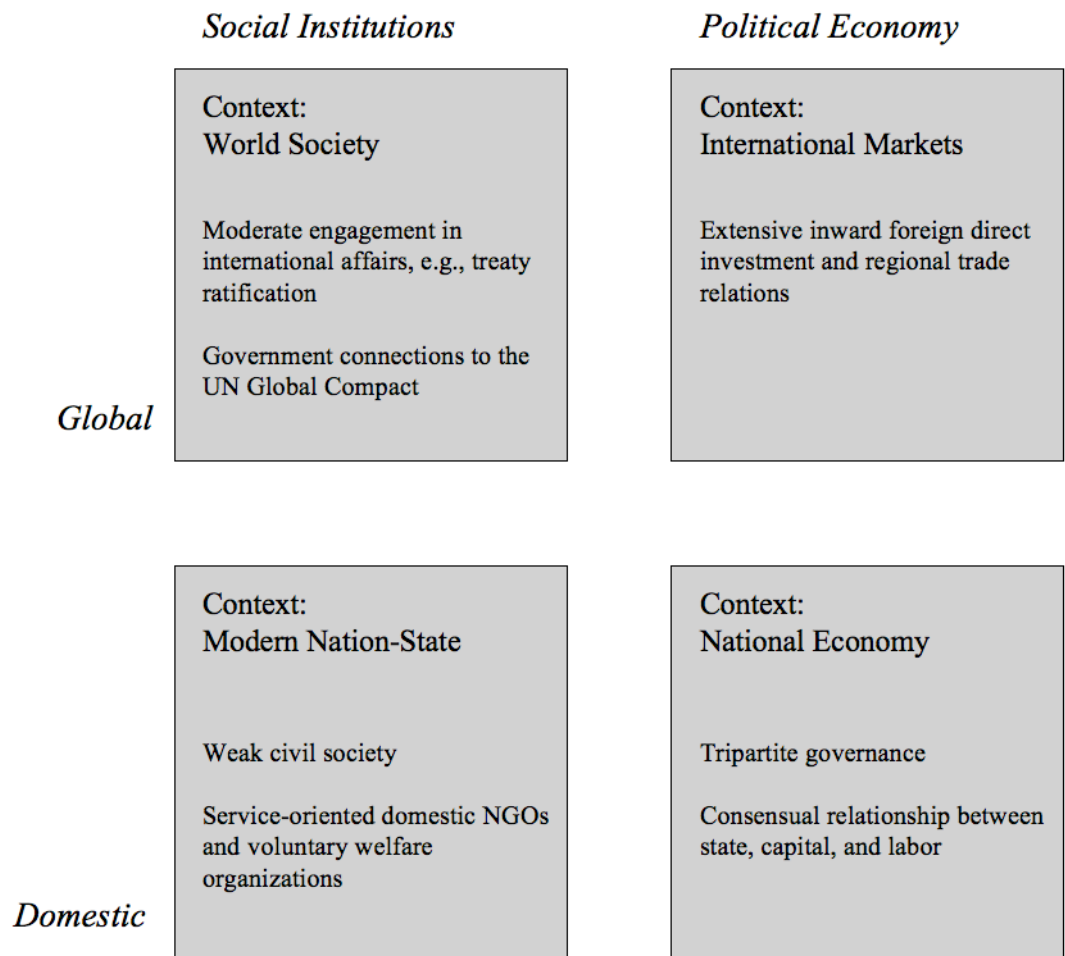 Social Institutions
Political Economy
Context:
World Society
Moderate engagement in
international affairs, e.g., treaty
ratification
Government connections to the
UN Global Compact
Context:
International Markets
Extensive inward foreign direct
investment and regional trade
relations
Global
Context:
Modern Nation-State
Weak civil society
Service-oriented domestic NGOs
and voluntary welfare
organizations
Context:
National Economy
Tripartite governance
Consensual relationship between
state, capital, and labor
Domestic